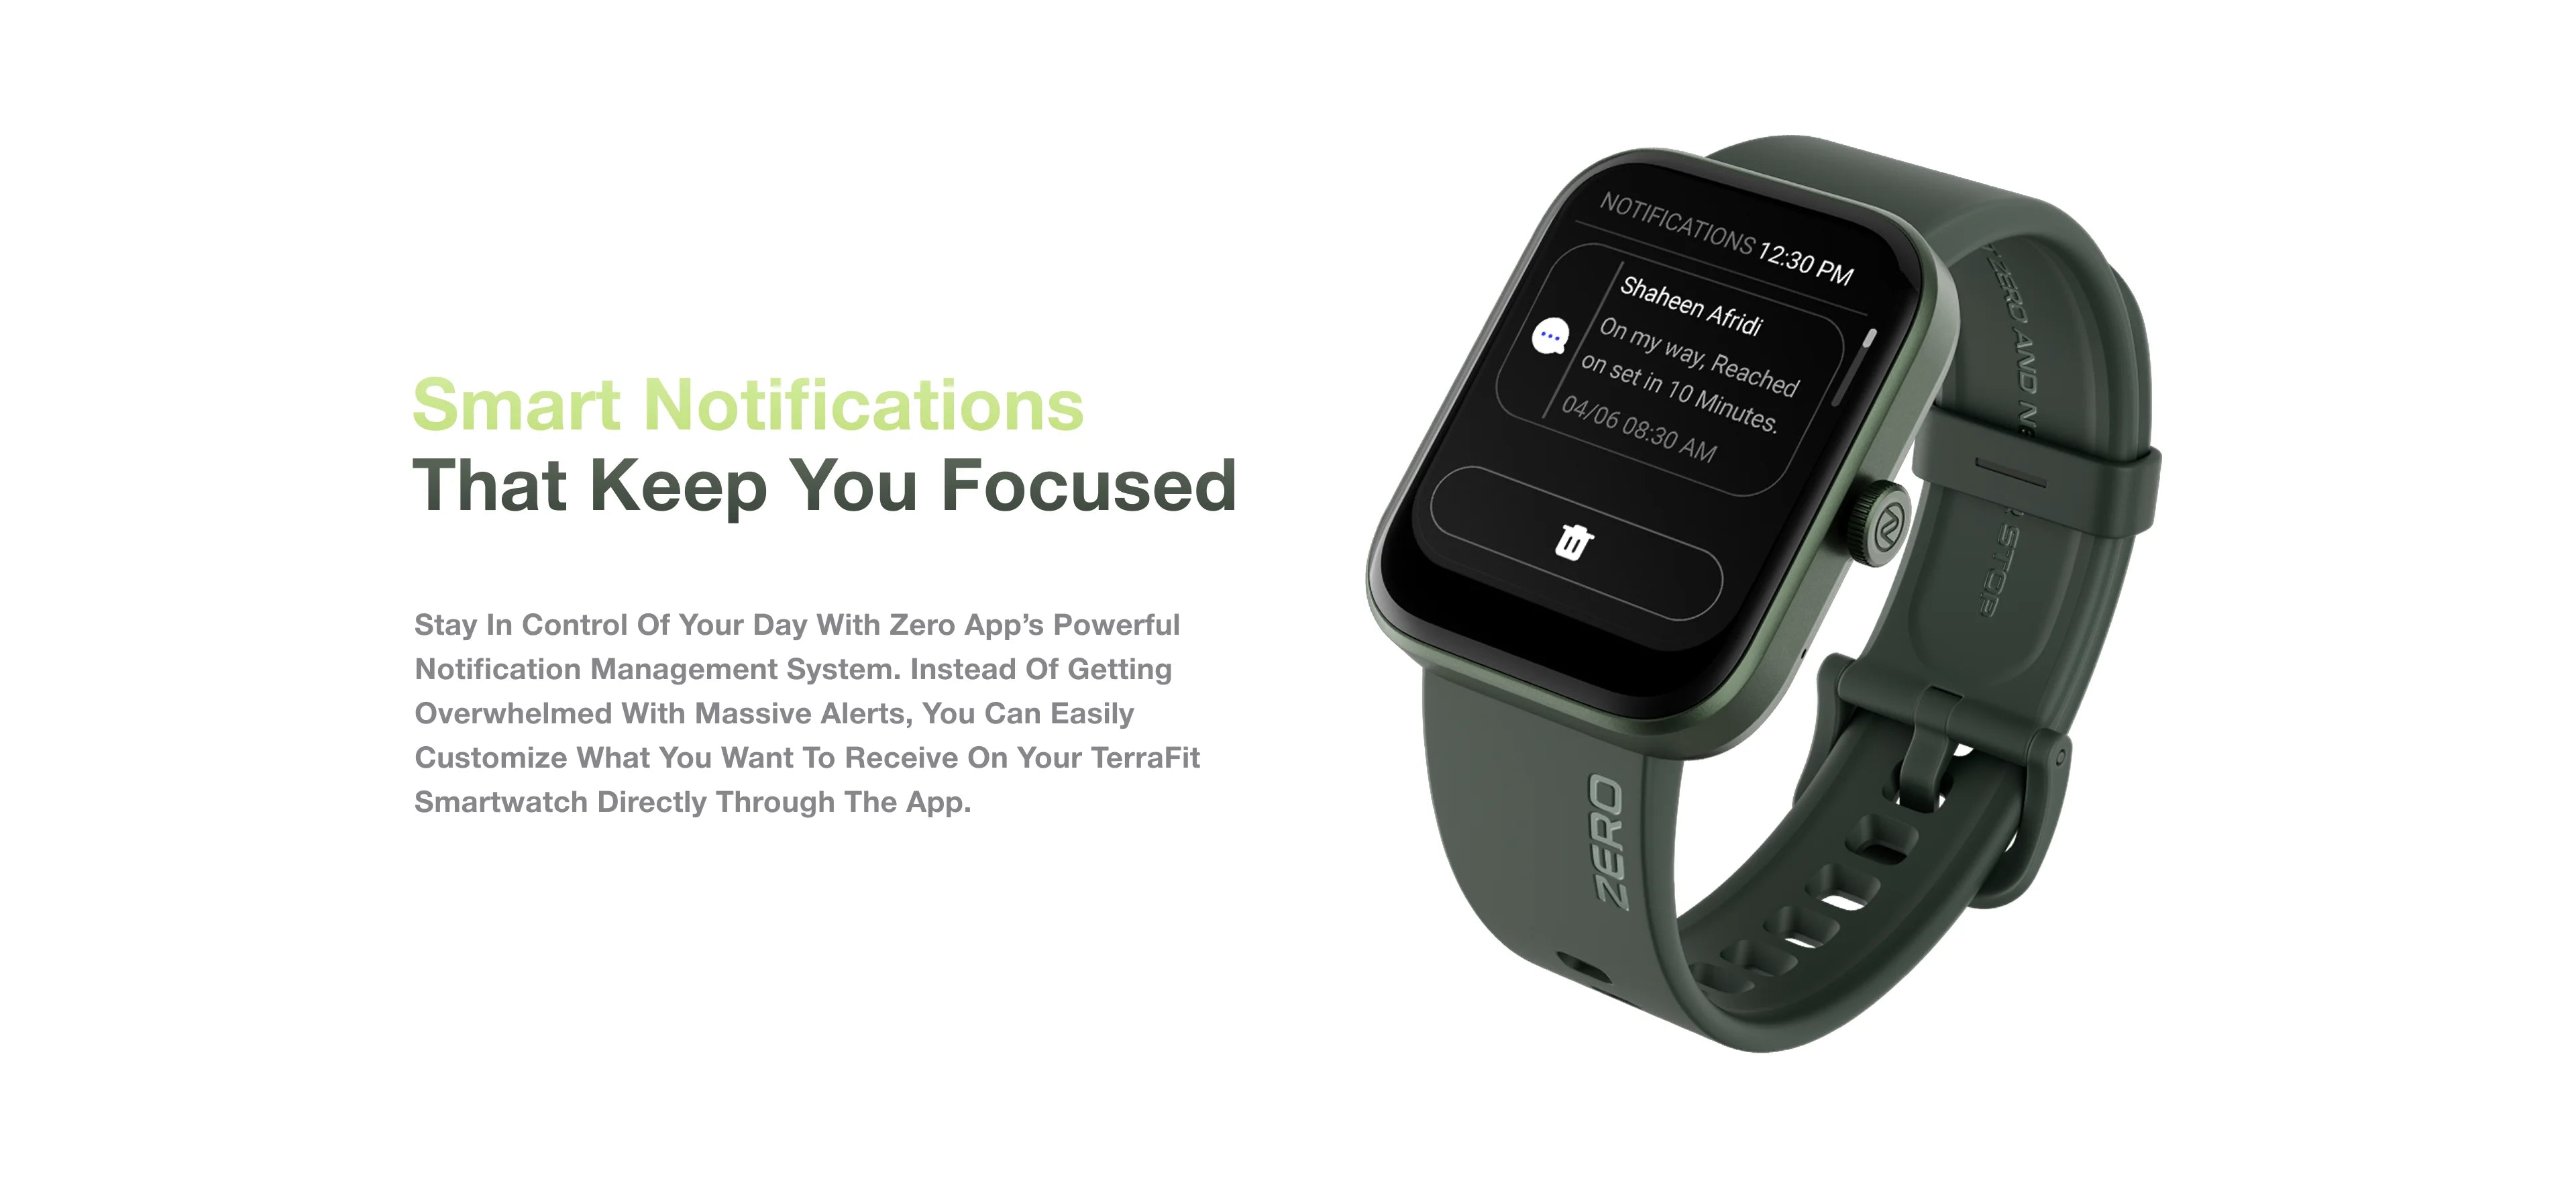 Smart Notifications
That Keep You Focused
Stay In Control Of Your Day With Zero App’s Powerful
Notification Management System. Instead Of Getting
Overwhelmed With Massive Alerts, You Can Easily
Customize What You Want To Receive On Your TerraFit
Smartwatch Directly Through The App.
NOTIFICATIONS 12:30 PM
Shaheen Afridi
On my way, Reached
on set in 10 Minutes.
04/06 08:30 AM
ZERO
ZERO AND
STOP